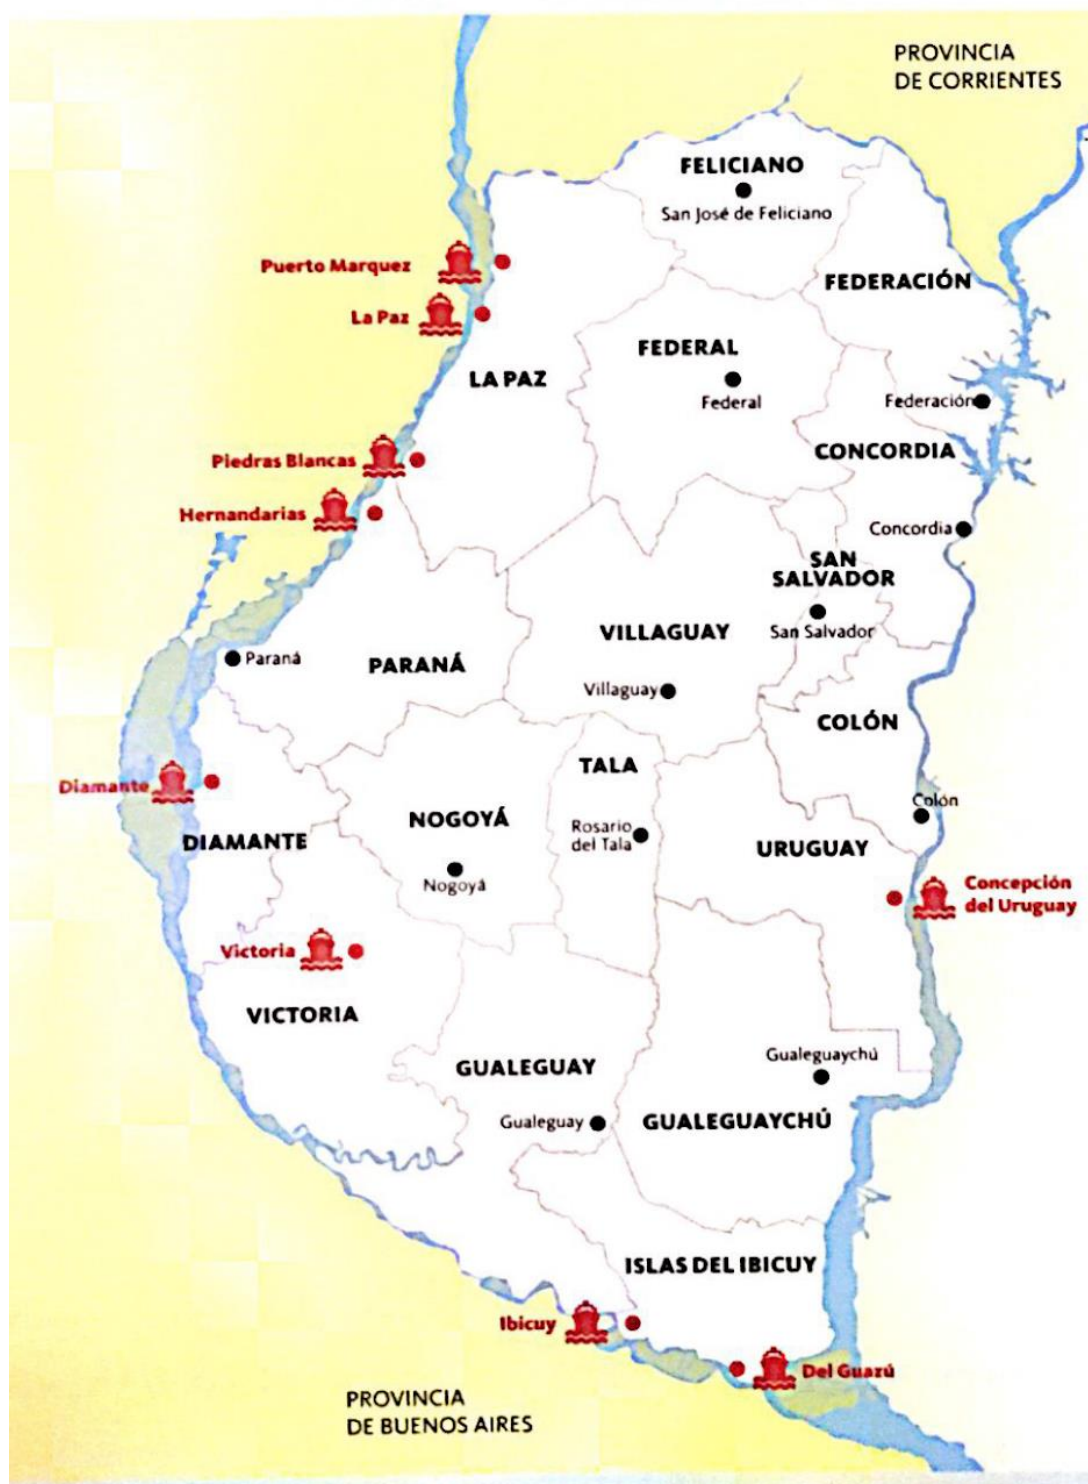 PROVINCIA
DE CORRIENTES
FELICIANO
San José de Feliciano
Puerto Marquez
FEDERACIÓN
La Paz
FEDERAL
LA PAZ
Federal
Federación
CONCORDIA
Piedras Blancas
Hernandarias
Concordia
SAN
SALVADOR
San Salvador
VILLAGUAY
Paraná
PARANÁ
Villaguay
COLÓN
TALA
Diamante
Colón
NOGOYÁ
Rosario
del Tala
DIAMANTE
URUGUAY
Nogoyá
Concepción
del Uruguay
Victoria
VICTORIA
Gualeguaychú
GUALEGUAY
Gualeguay
GUALEGUAYCHÚ
ISLAS DEL IBICUY
Ibicuy
Del Guazú
PROVINCIA
DE BUENOS AIRES